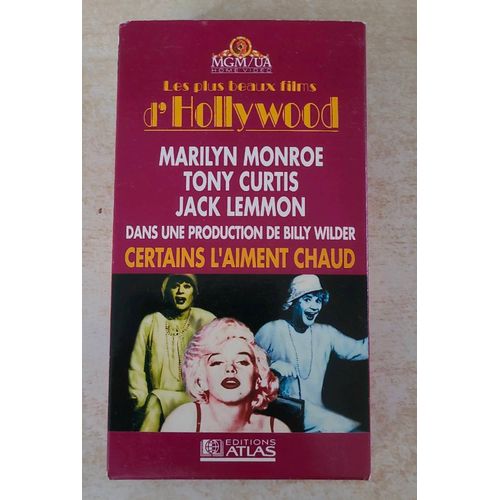 MGM/UA
HOME VIDEO
Les plus beaux films
d'Hollywood
MARILYN MONROE
TONY CURTIS
JACK LEMMON
DANS UNE PRODUCTION DE BILLY WILDER
CERTAINS L'AIMENT CHAUD
EDITIONS
ATLAS